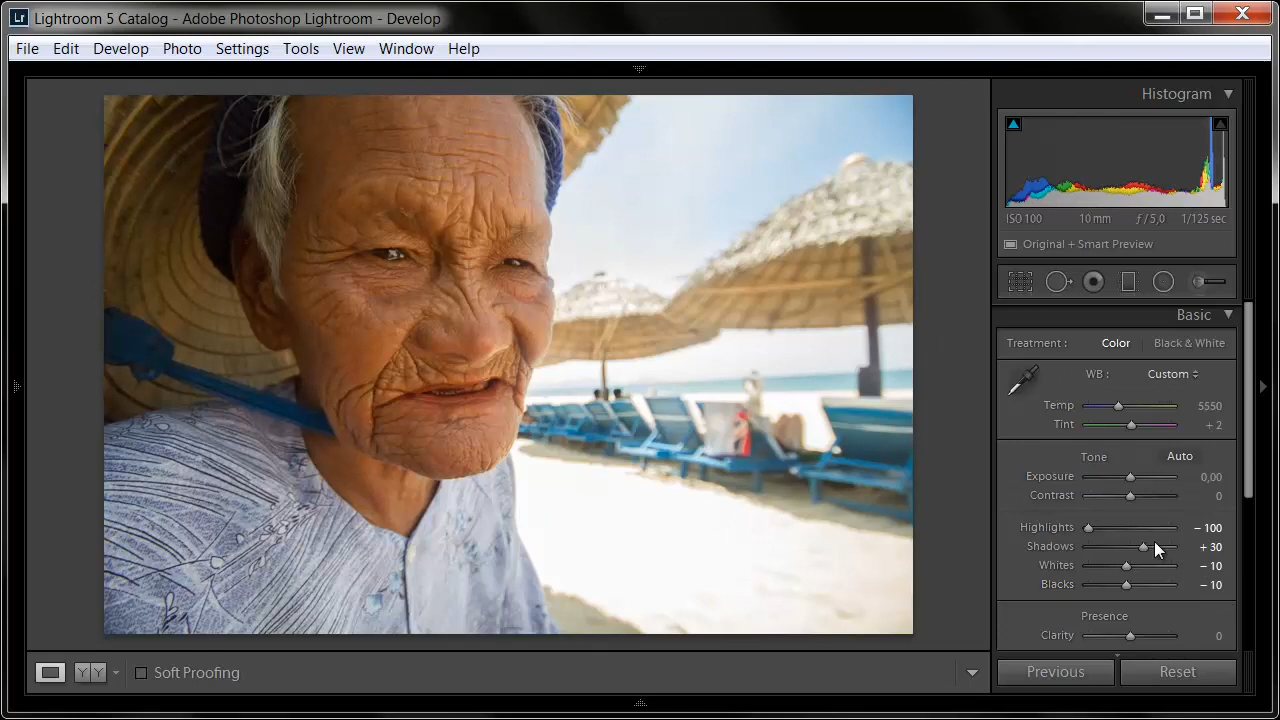 Lr Lightroom 5 Catalog - Adobe Photoshop Lightroom - Develop
File Edit Develop Photo Settings Tools View Window Help
Histogram
ISO 100 10 mm ƒ / 5,0 1/125 sec
Original + Smart Preview
Basic
Treatment : Color Black & White
WB : Custom
Temp 5550
Tint + 2
Tone Auto
Exposure 0,00
Contrast 0
Highlights – 100
Shadows + 30
Whites – 10
Blacks – 10
Presence
Clarity 0
Y Y Soft Proofing Previous Reset